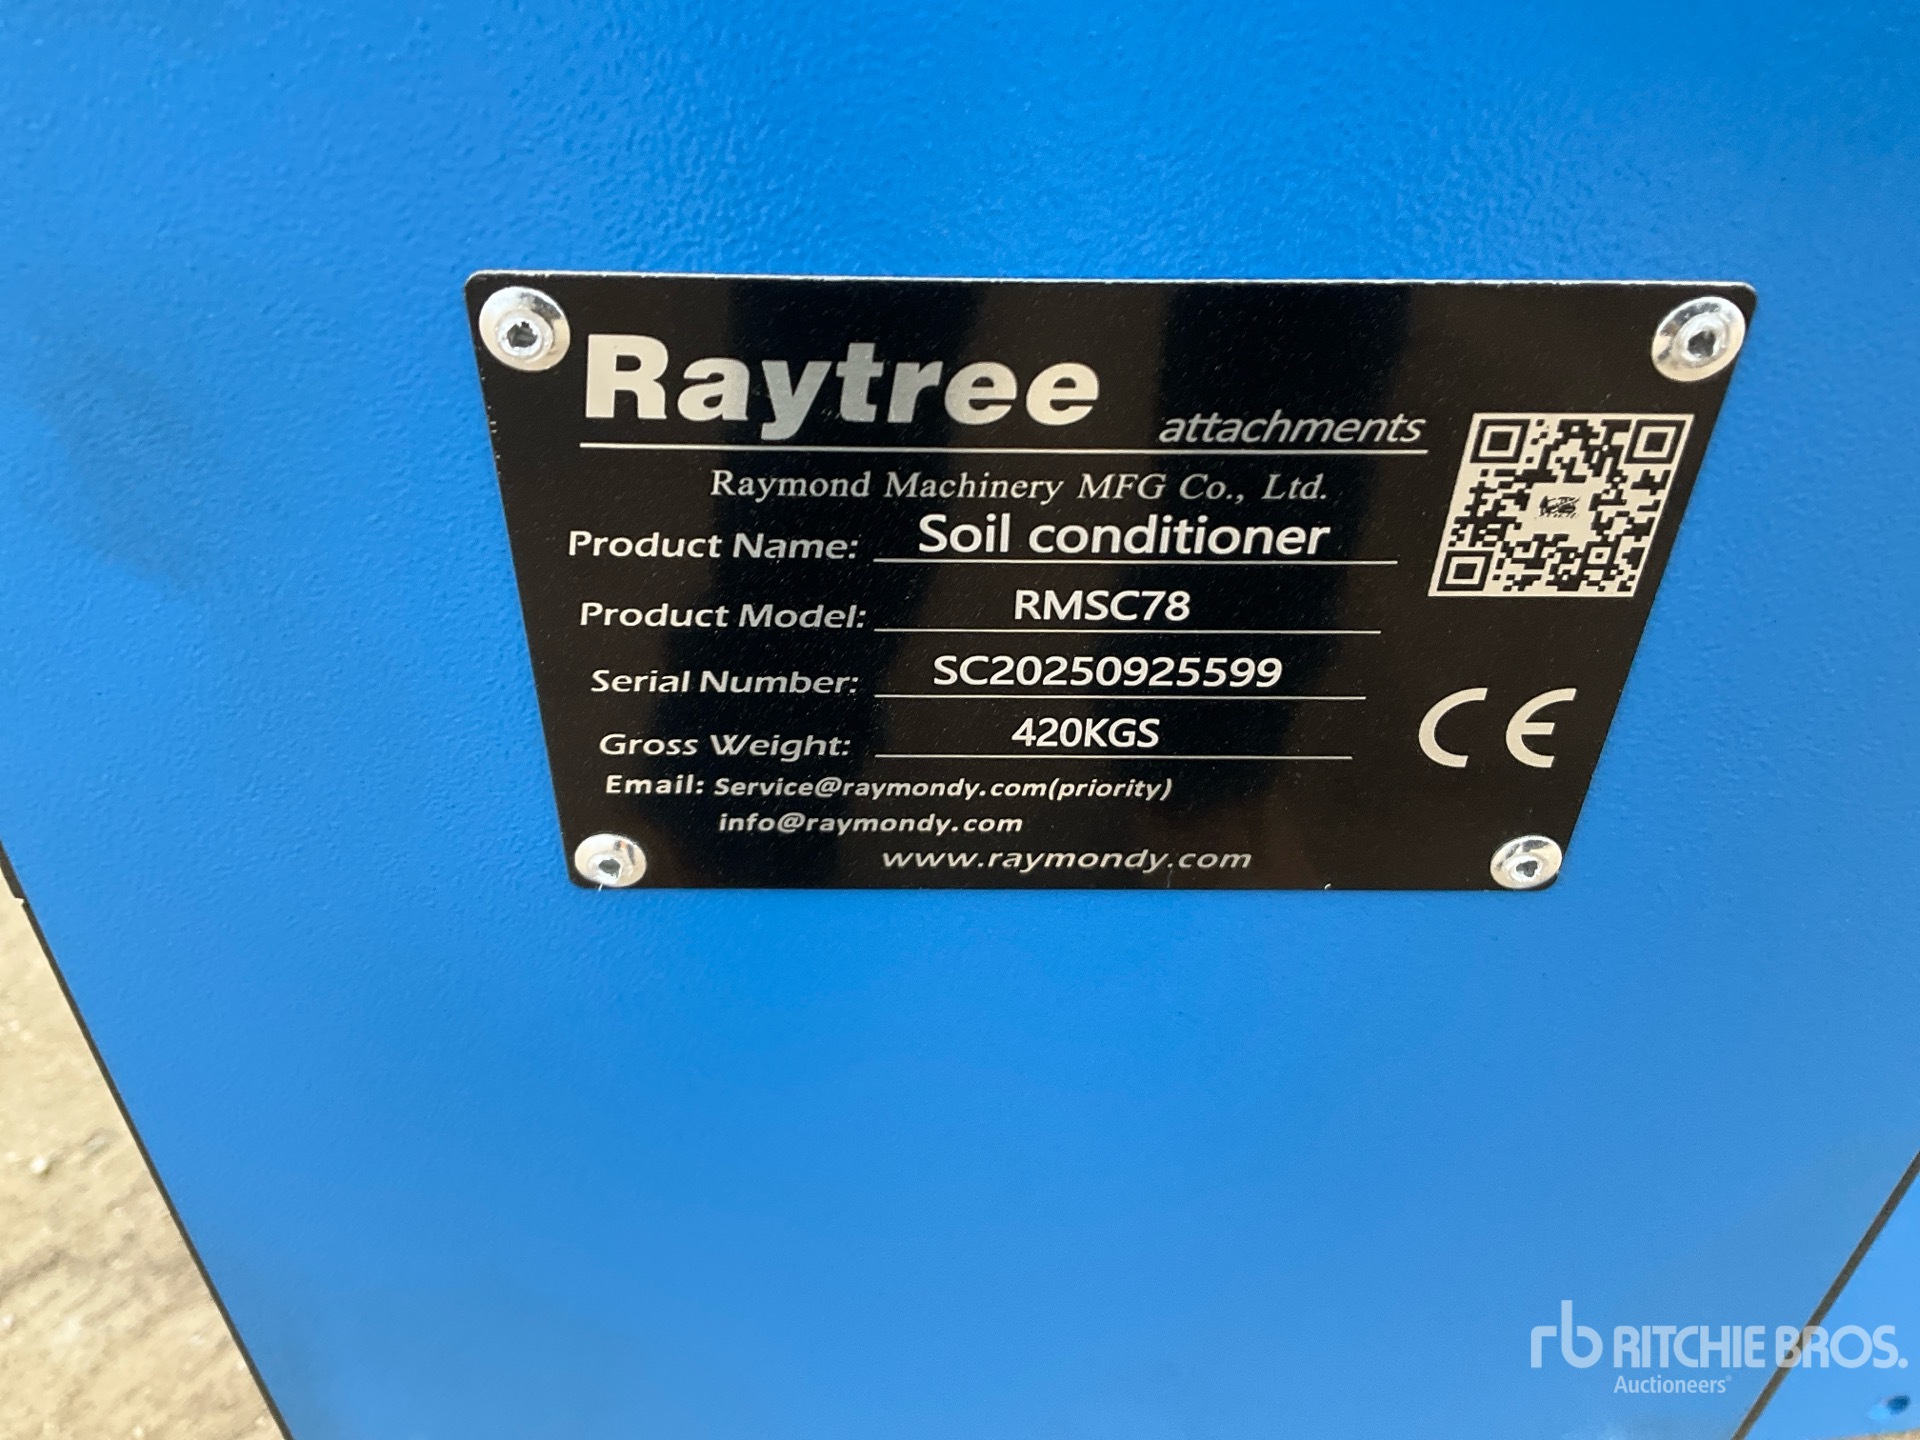 Raytree attachments
Raymond Machinery MFG Co., Ltd.
Product Name: Soil conditioner
Product Model: RMSC78
Serial Number: SC20250925599
Gross Weight: 420KGS
Email: Service@raymondy.com(priority)
info@raymondy.com
www.raymondy.com
CE
rb RITCHIE BROS.
Auctioneers